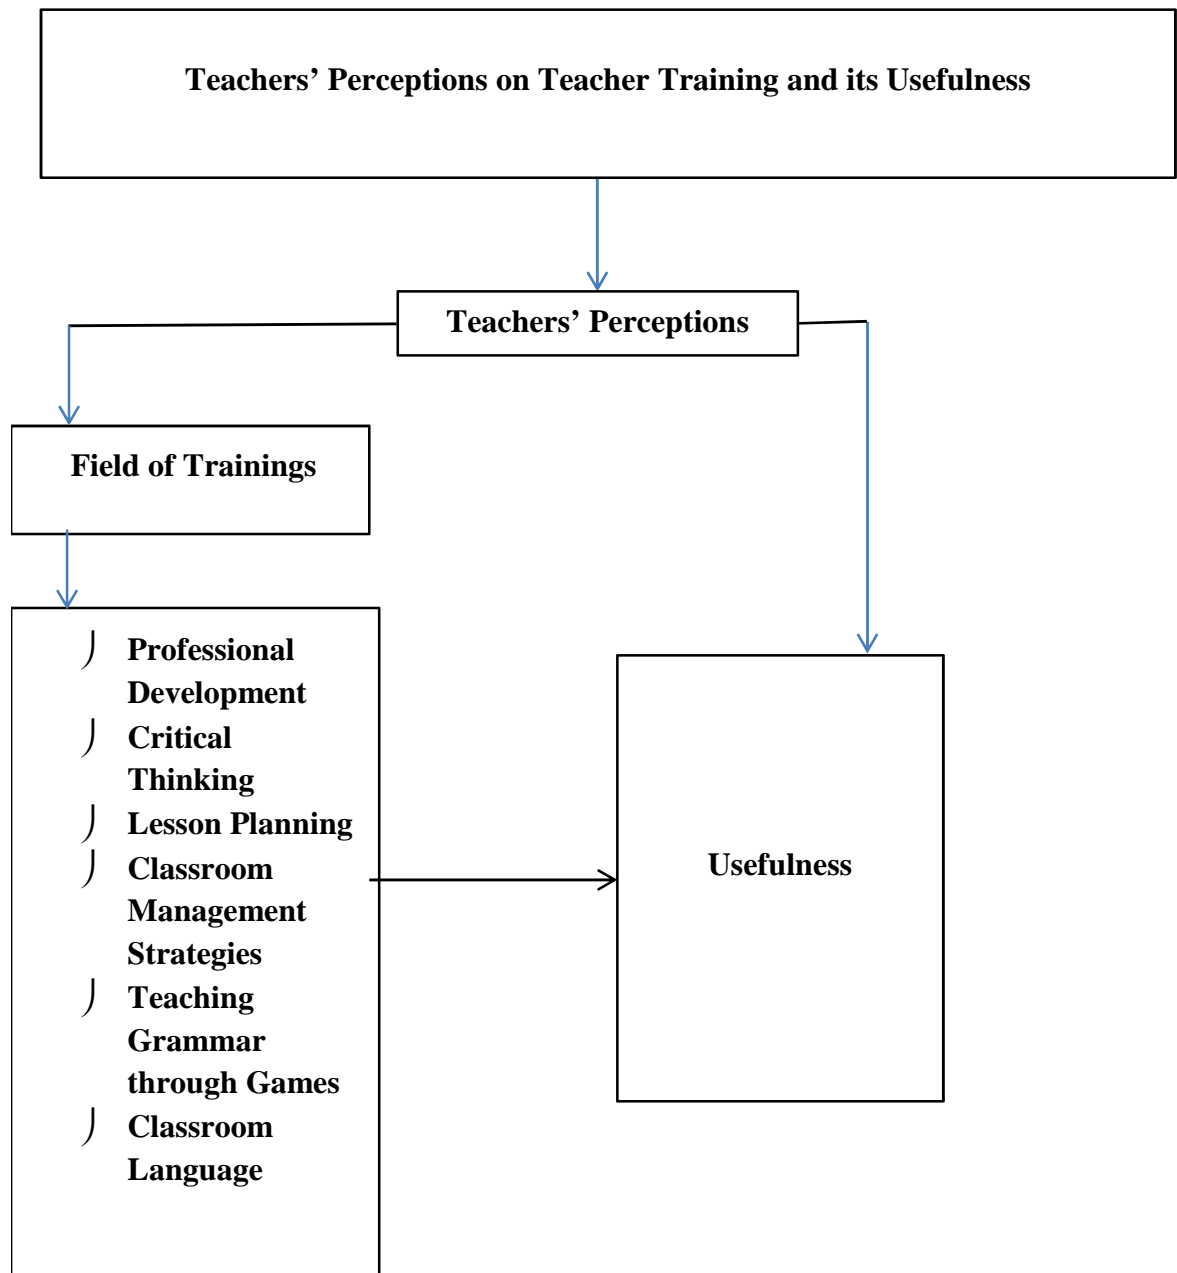 Teachers’ Perceptions on Teacher Training and its Usefulness
Teachers’ Perceptions
Field of Trainings
Professional
Development
Critical
Thinking
Lesson Planning
Classroom
Management
Strategies
Teaching
Grammar
through Games
Classroom
Language
Usefulness